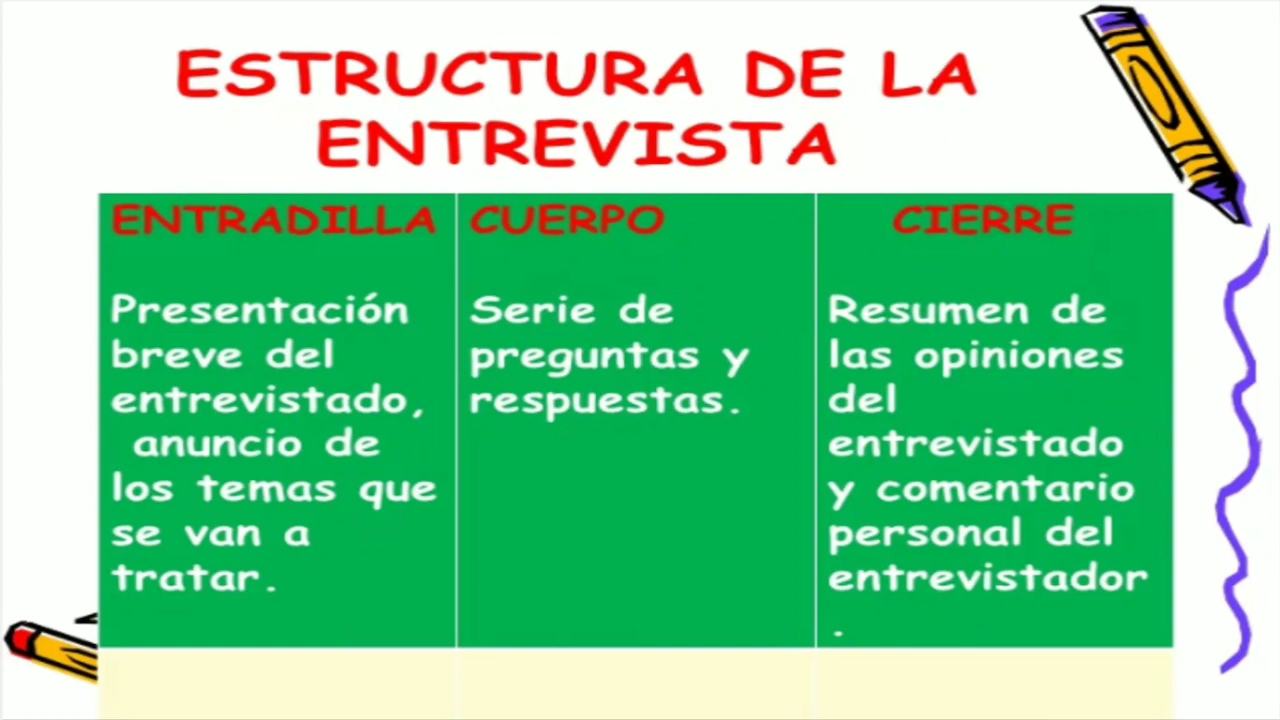 ESTRUCTURA DE LA
ENTREVISTA
ENTRADILLA
Presentación
breve del
entrevistado,
anuncio de
los temas que
se van a
tratar.
CUERPO
Serie de
preguntas y
respuestas.
CIERRE
Resumen de
las opiniones
del
entrevistado
y comentario
personal del
entrevistador
.